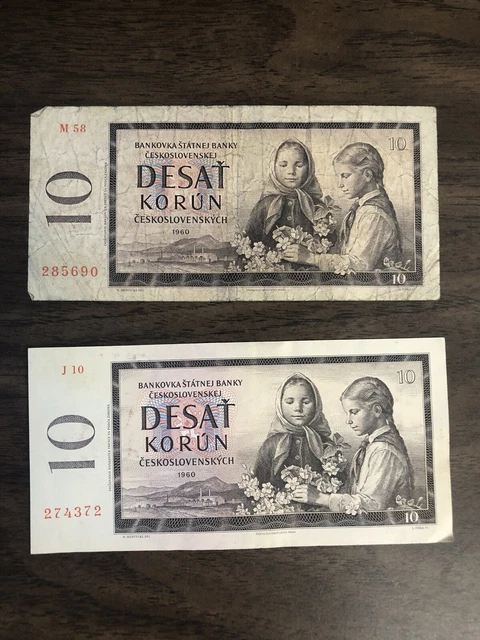 M 58
10
BANKOVKA ŠTÁTNEJ BANKY
ČESKOSLOVENSKEJ
DESAŤ
KORÚN
ČESKOSLOVENSKÝCH
1960
10
285690
10
J 10
10
BANKOVKA ŠTÁTNEJ BANKY
ČESKOSLOVENSKEJ
DESAŤ
KORÚN
ČESKOSLOVENSKÝCH
1960
10
274372
10